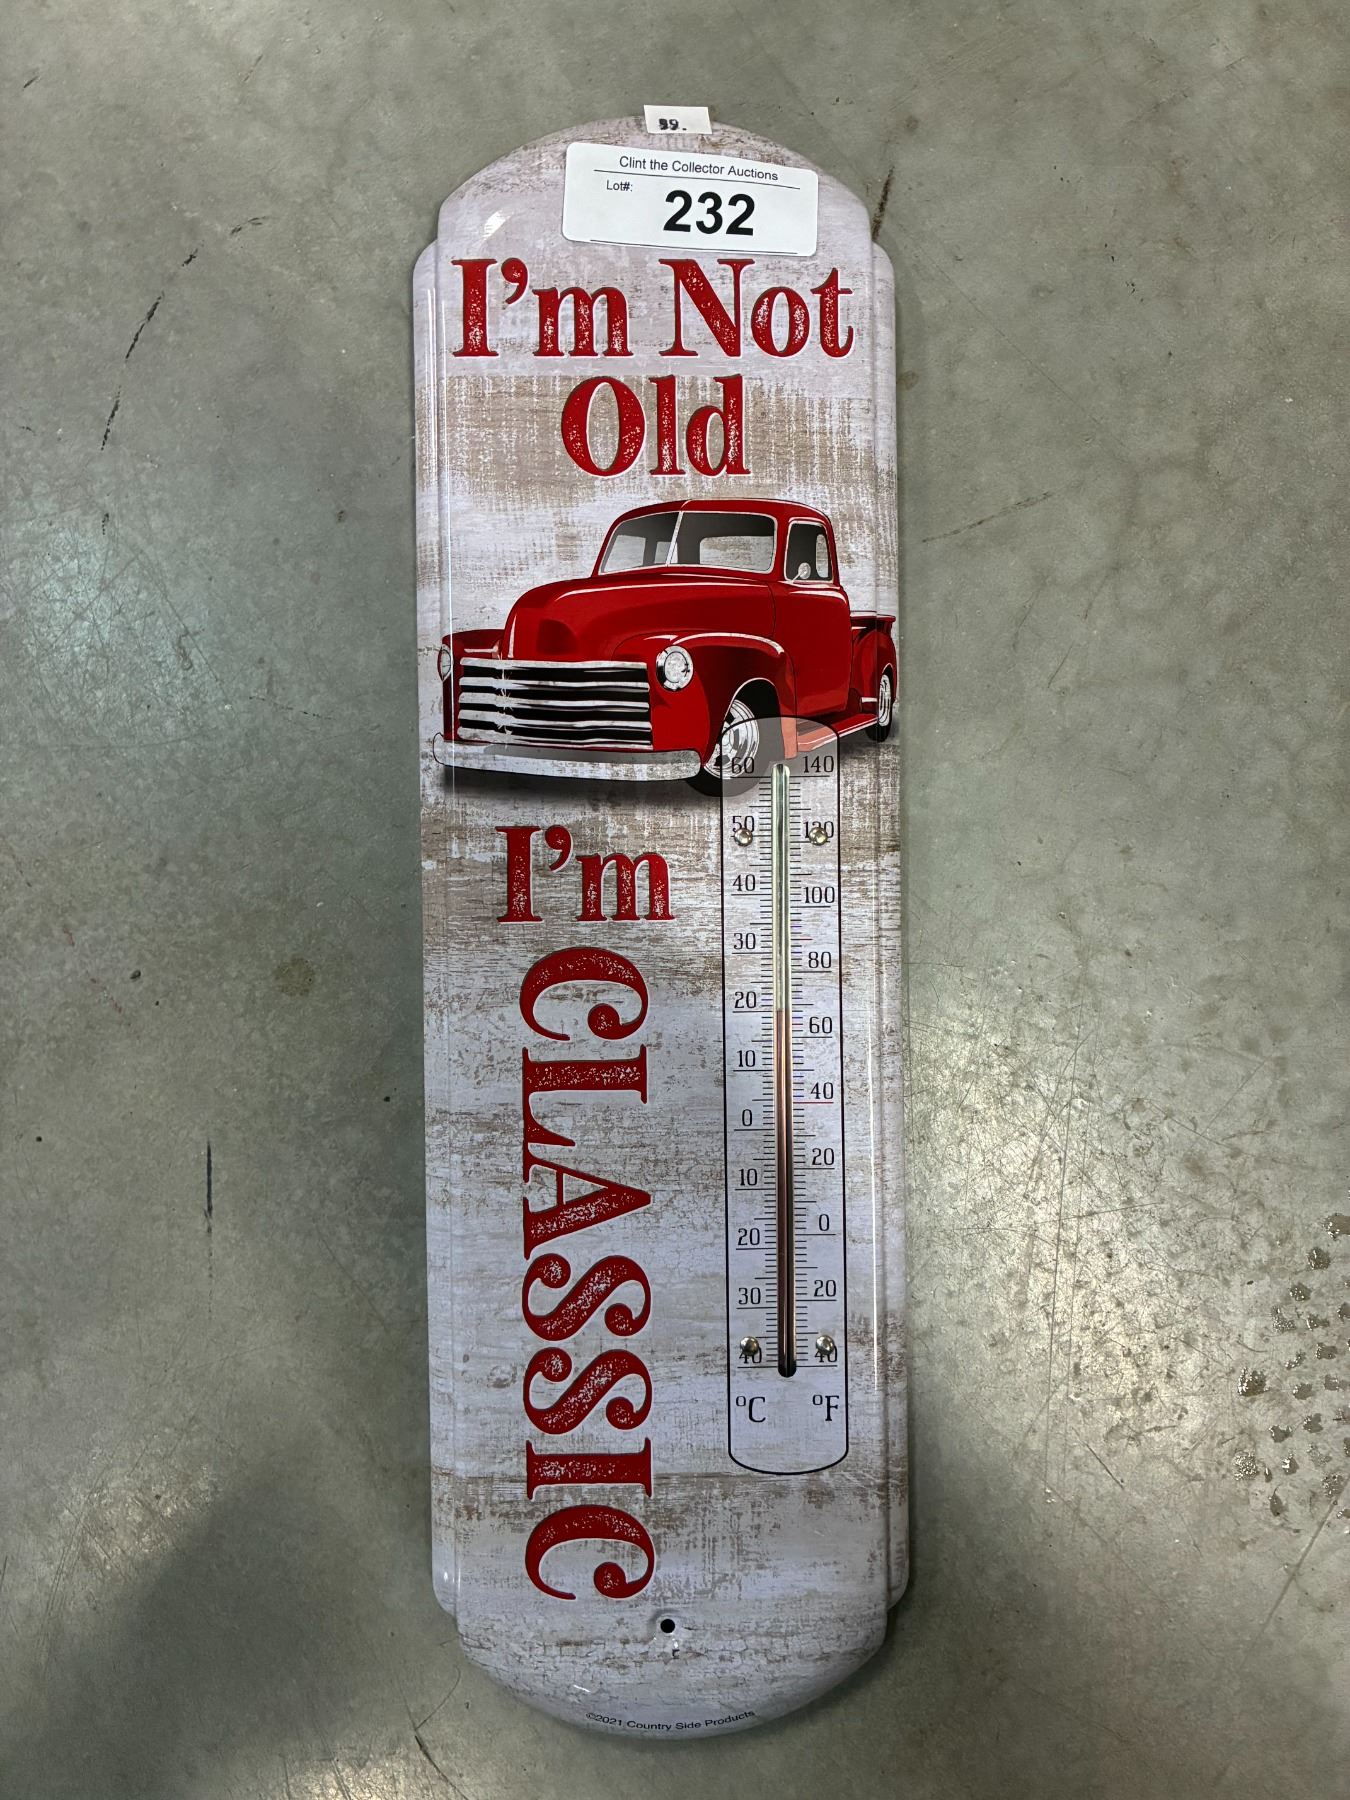 99.
Clint the Collector Auctions
Lot#:
232
I'm Not
Old
I'm
CLASSIC
60 140
50 120
40 100
30 80
20 60
10 40
0 20
10 0
20 20
30 40
40
°C °F
©2021 Country Side Products